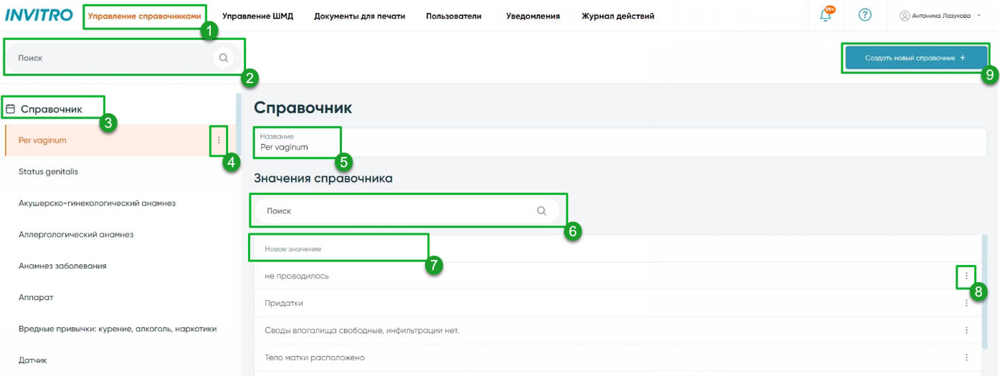 INVITRO Управление справочниками Управление ШМД Документы для печати Пользователи Уведомления Журнал действий 99+ ? Антонина Лазукова
1
Поиск
2
Создать новый справочник +
9
Справочник
3
Per vaginum
4
Status genitalis
Акушерско-гинекологический анамнез
Аллергологический анамнез
Анамнез заболевания
Аппарат
Вредные привычки: курение, алкоголь, наркотики
Датчик
Справочник
Название
Per vaginum
5
Значения справочника
Поиск
6
Новое значение
7
не проводилось
8
Придатки
Своды влагалища свободные, инфильтрации нет.
Тело матки расположено